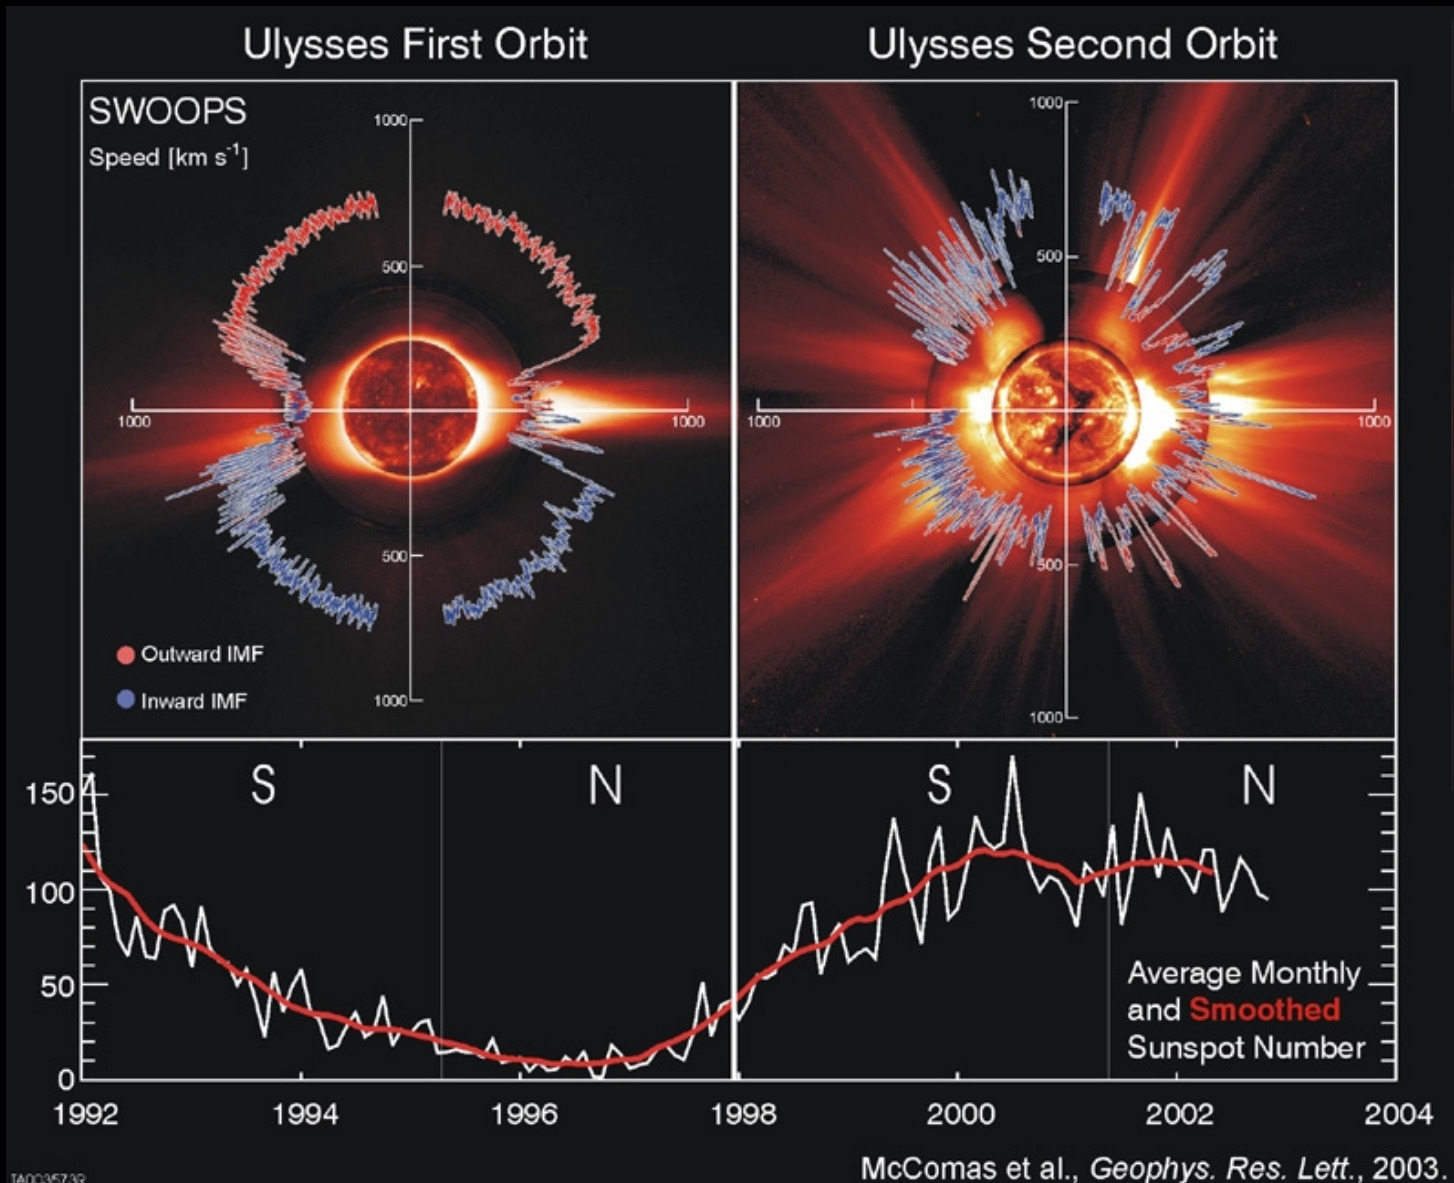 Ulysses First Orbit
Ulysses Second Orbit
SWOOPS
Speed [km s⁻¹]
1000
500
1000
1000
500
1000
Outward IMF
Inward IMF
1000
500
1000
1000
500
1000
S
N
S
N
150
100
50
0
Average Monthly
and Smoothed
Sunspot Number
1992
1994
1996
1998
2000
2002
2004
McComas et al., Geophys. Res. Lett., 2003.